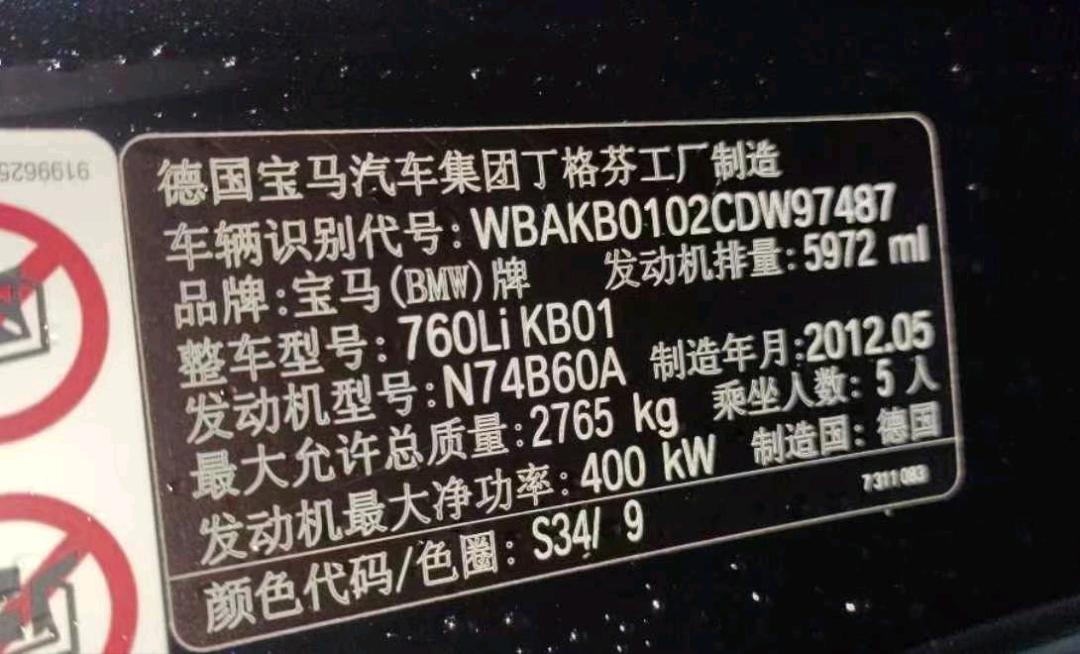 9199625
德国宝马汽车集团丁格芬工厂制造
车辆识别代号: WBAKB0102CDW97487
品牌:宝马(BMW)牌 发动机排量: 5972 ml
整车型号: 760Li KB01
发动机型号: N74B60A 制造年月:2012.05
最大允许总质量: 2765 kg 乘坐人数: 5 人
发动机最大净功率: 400 kW 制造国: 德国
7 311 083
颜色代码/色圈: S34/ 9